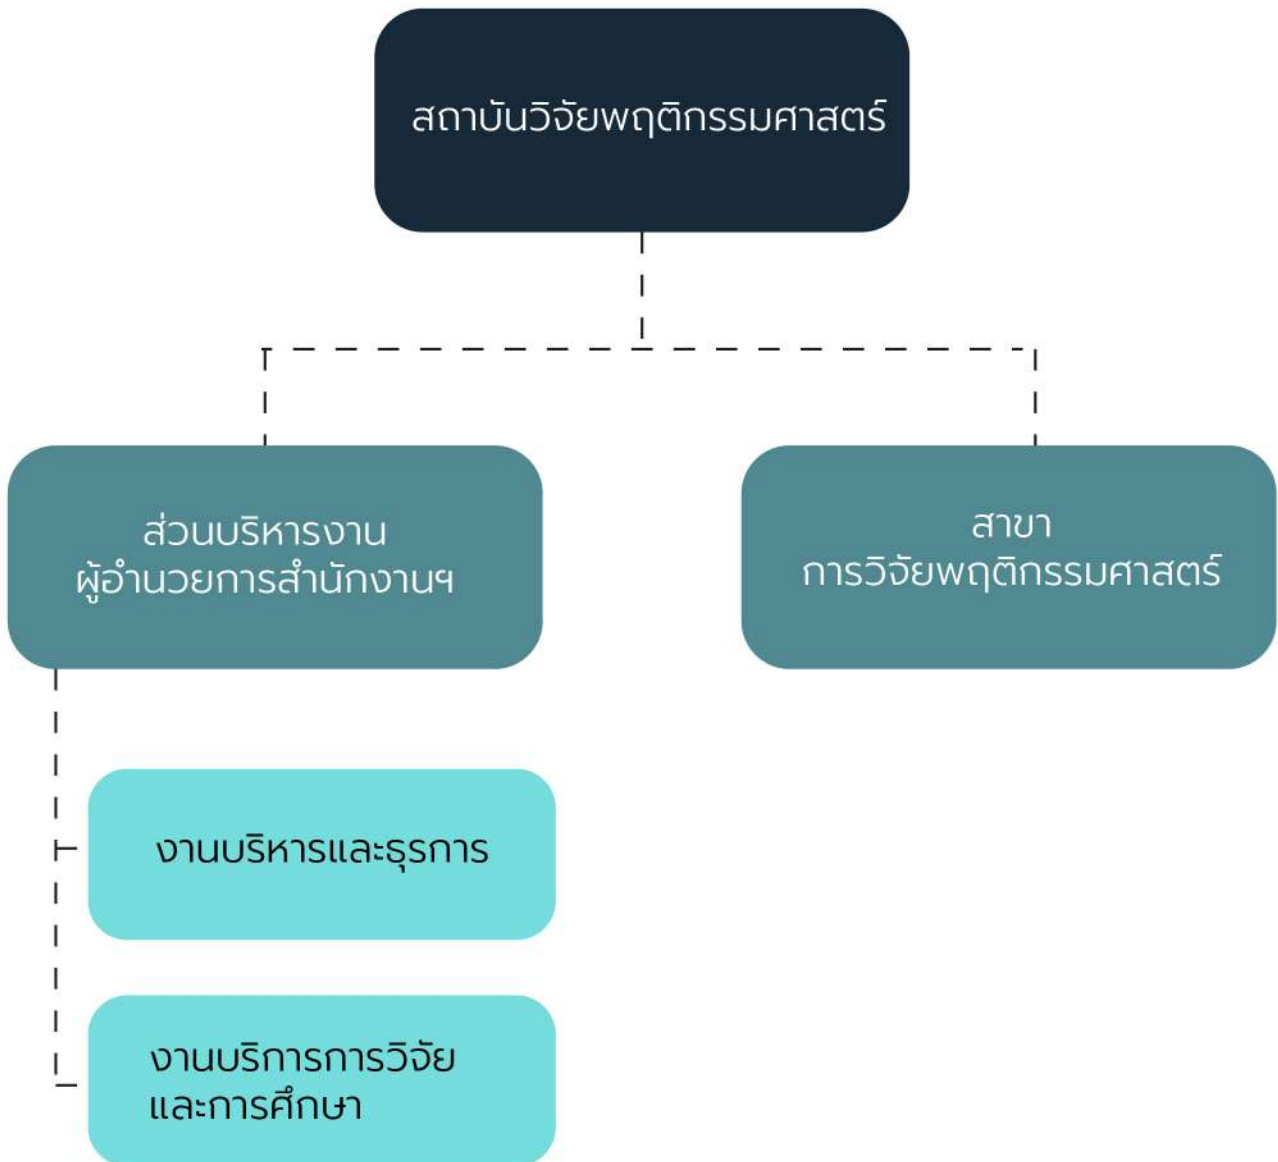 สถาบันวิจัยพฤติกรรมศาสตร์
ส่วนบริหารงาน
ผู้อำนวยการสำนักงานฯ
สาขา
การวิจัยพฤติกรรมศาสตร์
งานบริหารและธุรการ
งานบริการการวิจัย
และการศึกษา